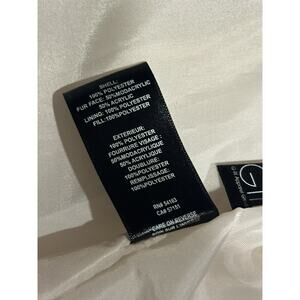 SHELL:
100% POLYESTER
FUR FACE: 50%MODACRYLIC
50% ACRYLIC
LINING: 100% POLYESTER
FILL:100%POLYESTER
EXTERIEUR:
100% POLYESTER
FOURRURE VISAGE :
50%MODACRYLIQUE
50% ACRYLIQUE
DOUBLURE:
100% POLYESTER
REMPLISSAGE:
100%POLYESTER
RN# 54163
CA# 57151
CARE ON REVERSE